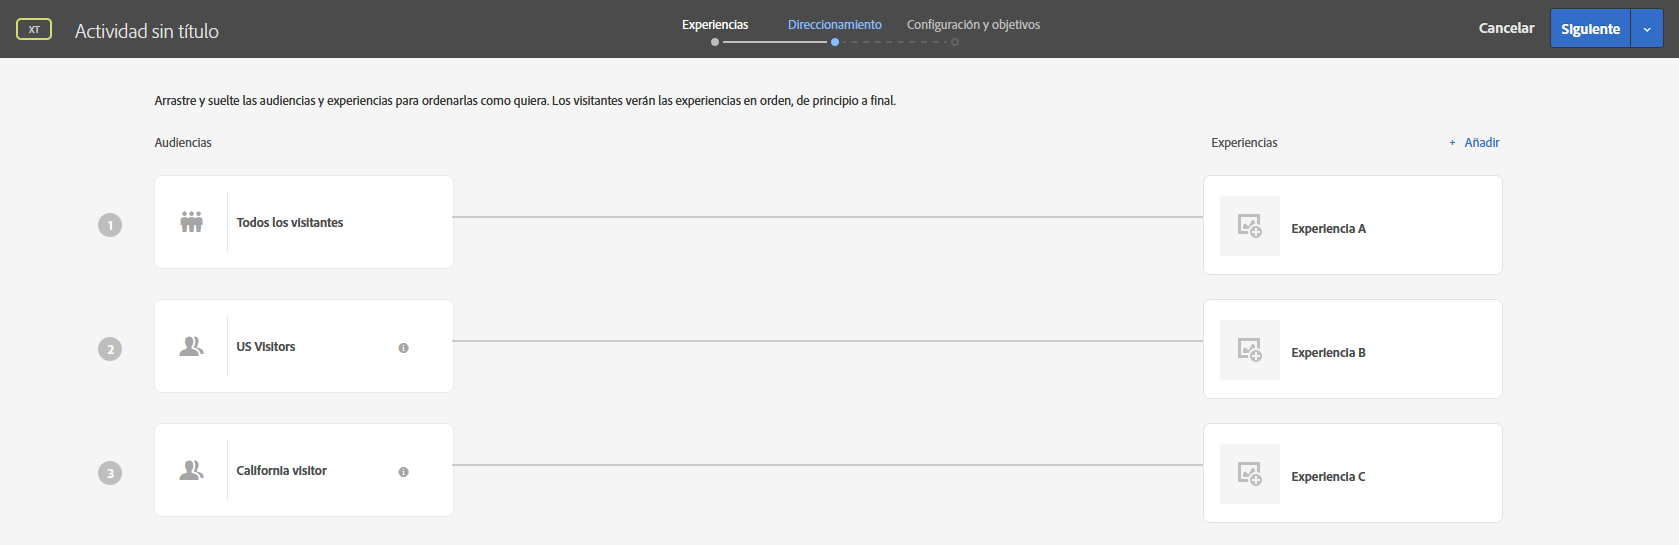 XT
Actividad sin título
Experiencias
Direccionamiento
Configuración y objetivos
Cancelar
Siguiente
Arrastre y suelte las audiencias y experiencias para ordenarlas como quiera. Los visitantes verán las experiencias en orden, de principio a final.
Audiencias
Experiencias
+ Añadir
1
Todos los visitantes
Experiencia A
2
US Visitors
Experiencia B
3
California visitor
Experiencia C